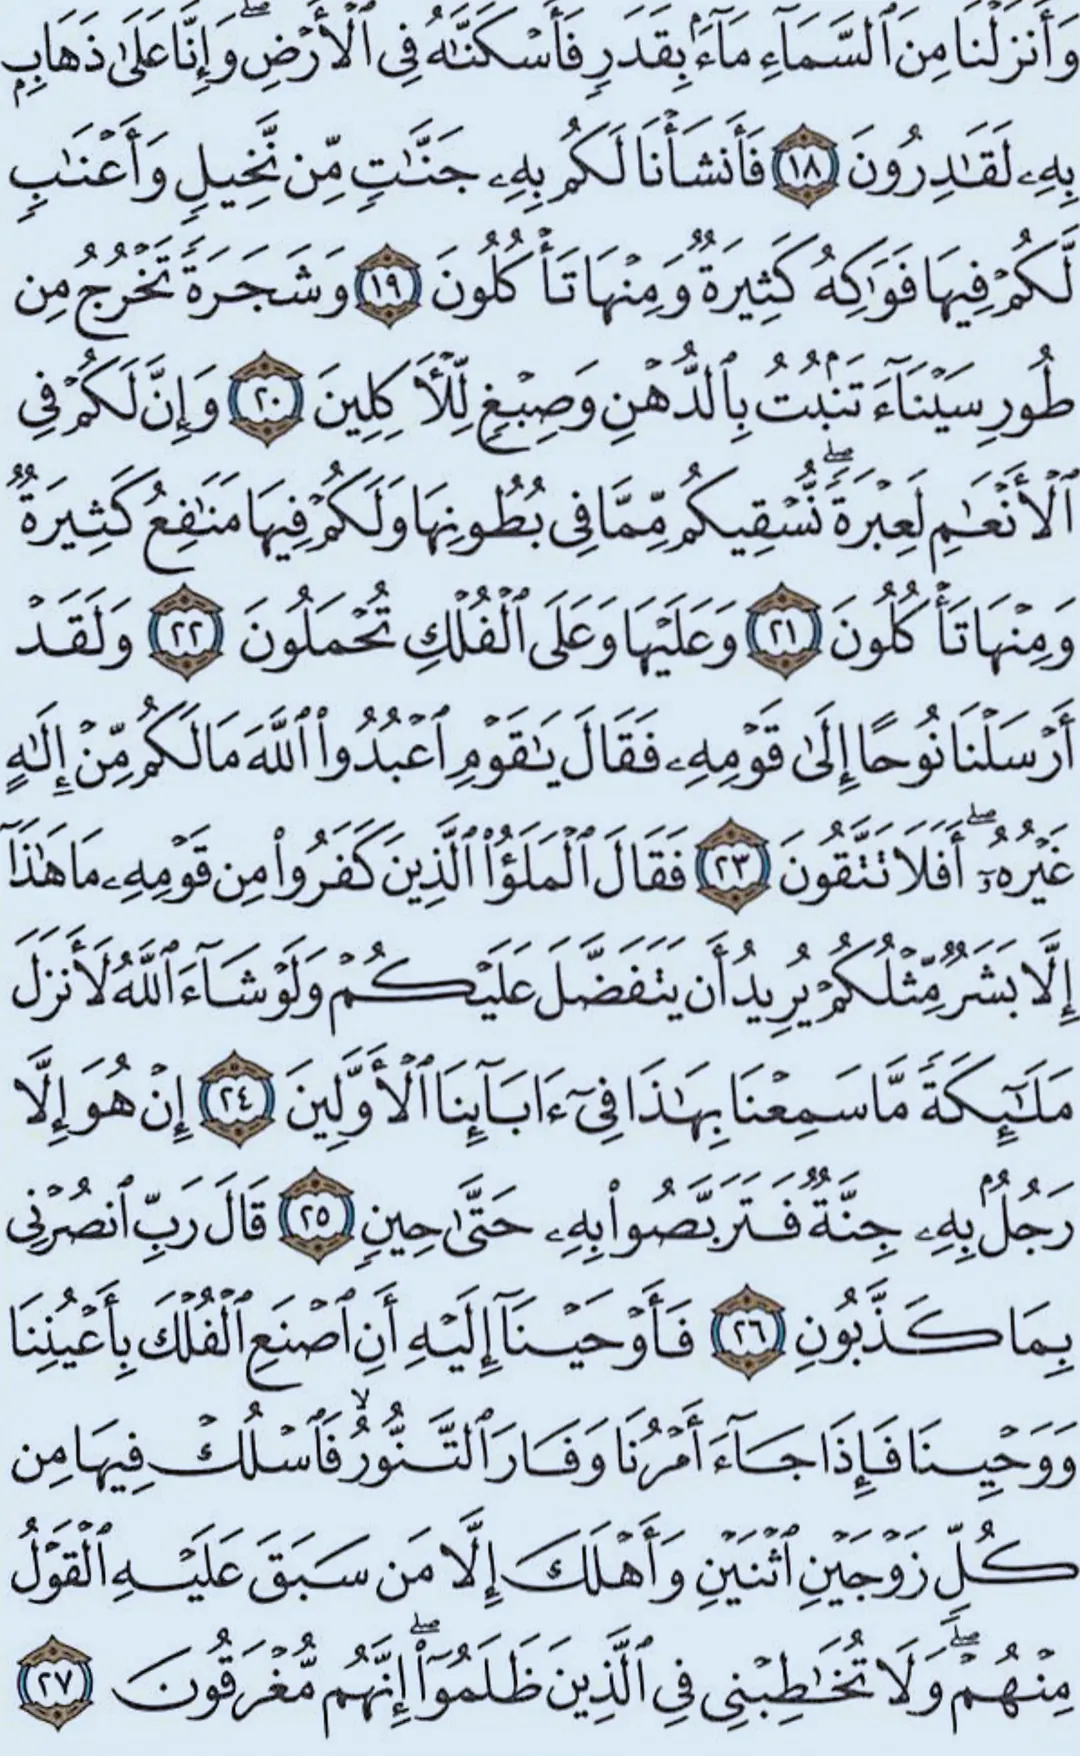 وَأَنزَلْنَا مِنَ ٱلسَّمَآءِ مَآءَۢ بِقَدَرٍ فَأَسْكَنَّٰهُ فِى ٱلْأَرْضِۖ وَإِنَّا عَلَىٰ ذَهَابٍۭ
بِهِۦ لَقَٰدِرُونَ ١٨ فَأَنشَأْنَا لَكُم بِهِۦ جَنَّٰتٍ مِّن نَّخِيلٍ وَأَعْنَٰبٍ
لَّكُمْ فِيهَا فَوَٰكِهُ كَثِيرَةٌ وَمِنْهَا تَأْكُلُونَ ١٩ وَشَجَرَةً تَخْرُجُ مِن
طُورِ سَيْنَآءَ تَنۢبُتُ بِٱلدُّهْنِ وَصِبْغٍ لِّلْـَٔاكِلِينَ ٢٠ وَإِنَّ لَكُمْ فِى
ٱلْأَنْعَٰمِ لَعِبْرَةًۖ نُّسْقِيكُم مِّمَّا فِى بُطُونِهَا وَلَكُمْ فِيهَا مَنَٰفِعُ كَثِيرَةٌ
وَمِنْهَا تَأْكُلُونَ ٢١ وَعَلَيْهَا وَعَلَى ٱلْفُلْكِ تُحْمَلُونَ ٢٢ وَلَقَدْ
أَرْسَلْنَا نُوحًا إِلَىٰ قَوْمِهِۦ فَقَالَ يَٰقَوْمِ ٱعْبُدُوا۟ ٱللَّهَ مَا لَكُم مِّنْ إِلَٰهٍ
غَيْرُهُۥٓۖ أَفَلَا تَتَّقُونَ ٢٣ فَقَالَ ٱلْمَلَؤُا۟ ٱلَّذِينَ كَفَرُوا۟ مِن قَوْمِهِۦ مَا هَٰذَآ
إِلَّا بَشَرٌ مِّثْلُكُمْ يُرِيدُ أَن يَتَفَضَّلَ عَلَيْكُمْ وَلَوْ شَآءَ ٱللَّهُ لَأَنزَلَ
مَلَٰٓئِكَةً مَّا سَمِعْنَا بِهَٰذَا فِىٓ ءَابَآئِنَا ٱلْأَوَّلِينَ ٢٤ إِنْ هُوَ إِلَّا
رَجُلٌۢ بِهِۦ جِنَّةٌ فَتَرَبَّصُوا۟ بِهِۦ حَتَّىٰ حِينٍ ٢٥ قَالَ رَبِّ ٱنصُرْنِى
بِمَا كَذَّبُونِ ٢٦ فَأَوْحَيْنَآ إِلَيْهِ أَنِ ٱصْنَعِ ٱلْفُلْكَ بِأَعْيُنِنَا
وَوَحْيِنَا فَإِذَا جَآءَ أَمْرُنَا وَفَارَ ٱلتَّنُّورُۙ فَٱسْلُكْ فِيهَا مِن
كُلٍّ زَوْجَيْنِ ٱثْنَيْنِ وَأَهْلَكَ إِلَّا مَن سَبَقَ عَلَيْهِ ٱلْقَوْلُ
مِنْهُمْۖ وَلَا تُخَٰطِبْنِى فِى ٱلَّذِينَ ظَلَمُوٓا۟ۖ إِنَّهُم مُّغْرَقُونَ ٢٧